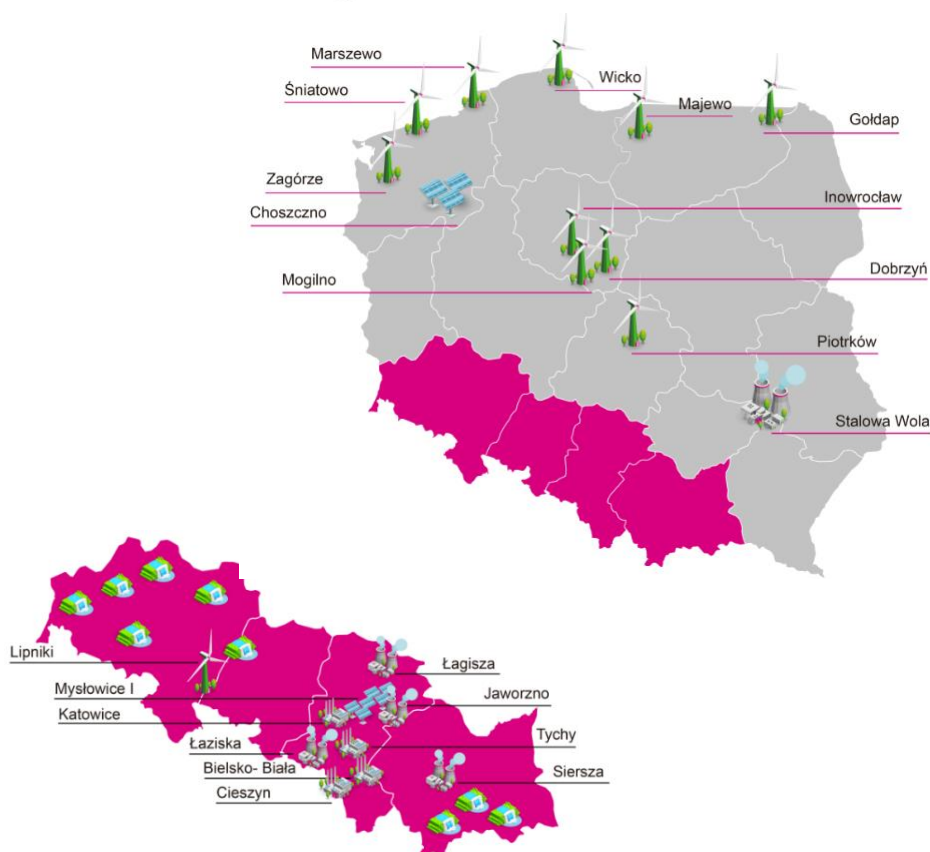 Marszewo
Śniatowo
Wicko
Majewo
Gołdap
Zagórze
Choszczno
Inowrocław
Mogilno
Dobrzyń
Piotrków
Stalowa Wola
Lipniki
Łagisza
Mysłowice I
Jaworzno
Katowice
Tychy
Łaziska
Bielsko- Biała
Siersza
Cieszyn